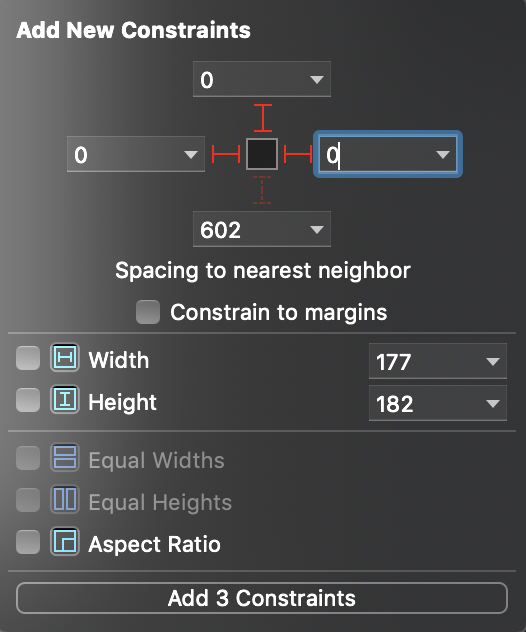 Add New Constraints
0
0 0
602
Spacing to nearest neighbor
Constrain to margins
Width 177
Height 182
Equal Widths
Equal Heights
Aspect Ratio
Add 3 Constraints